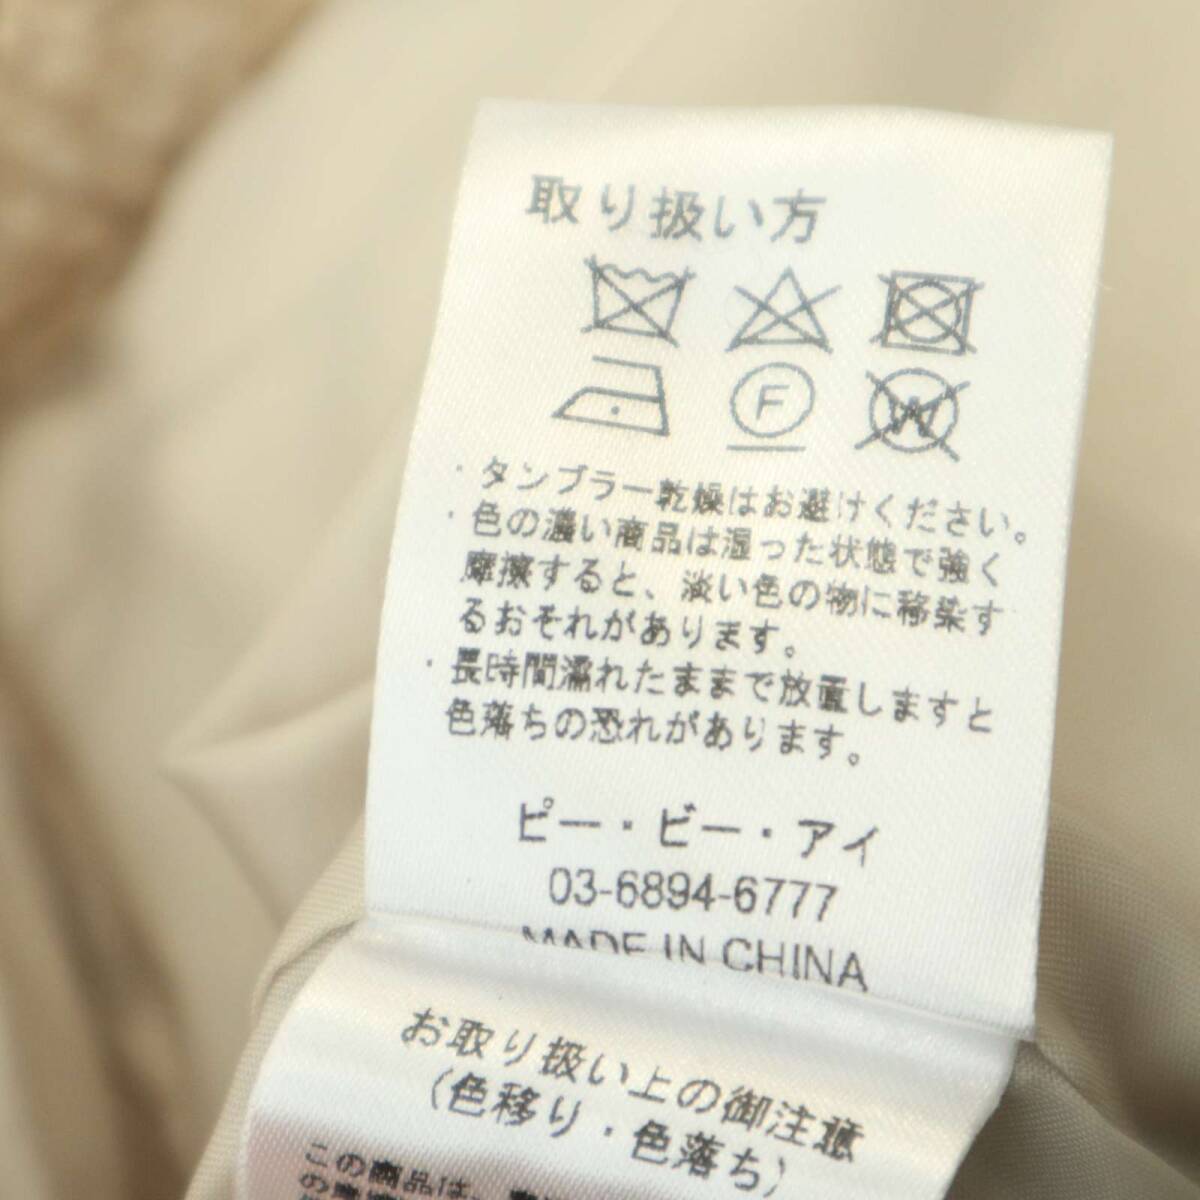 取り扱い方
F W
・タンブラー乾燥はお避けください。
・色の濃い商品は湿った状態で強く
摩擦すると、淡い色の物に移染す
るおそれがあります。
・長時間濡れたままで放置しますと
色落ちの恐れがあります。
ピー・ビー・アイ
03-6894-6777
MADE IN CHINA
お取り扱い上の御注意
(色移り・色落ち)
この商品は、